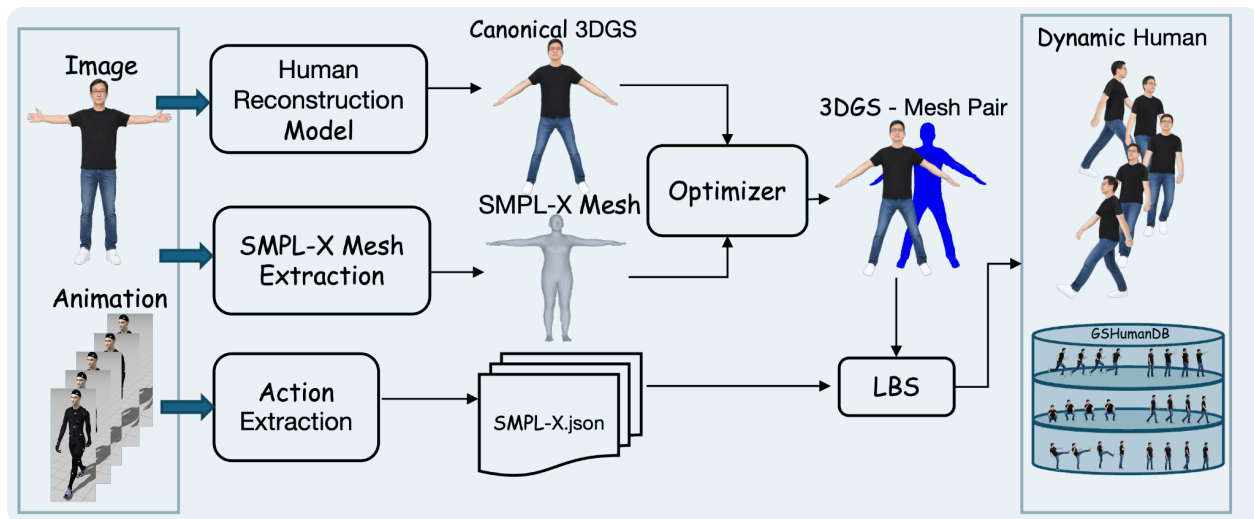 Image
Human
Reconstruction
Model
Canonical 3DGS
SMPL-X Mesh
Extraction
SMPL-X Mesh
Optimizer
3DGS - Mesh Pair
Dynamic Human
Animation
Action
Extraction
SMPL-X.json
LBS
GSHumanDB